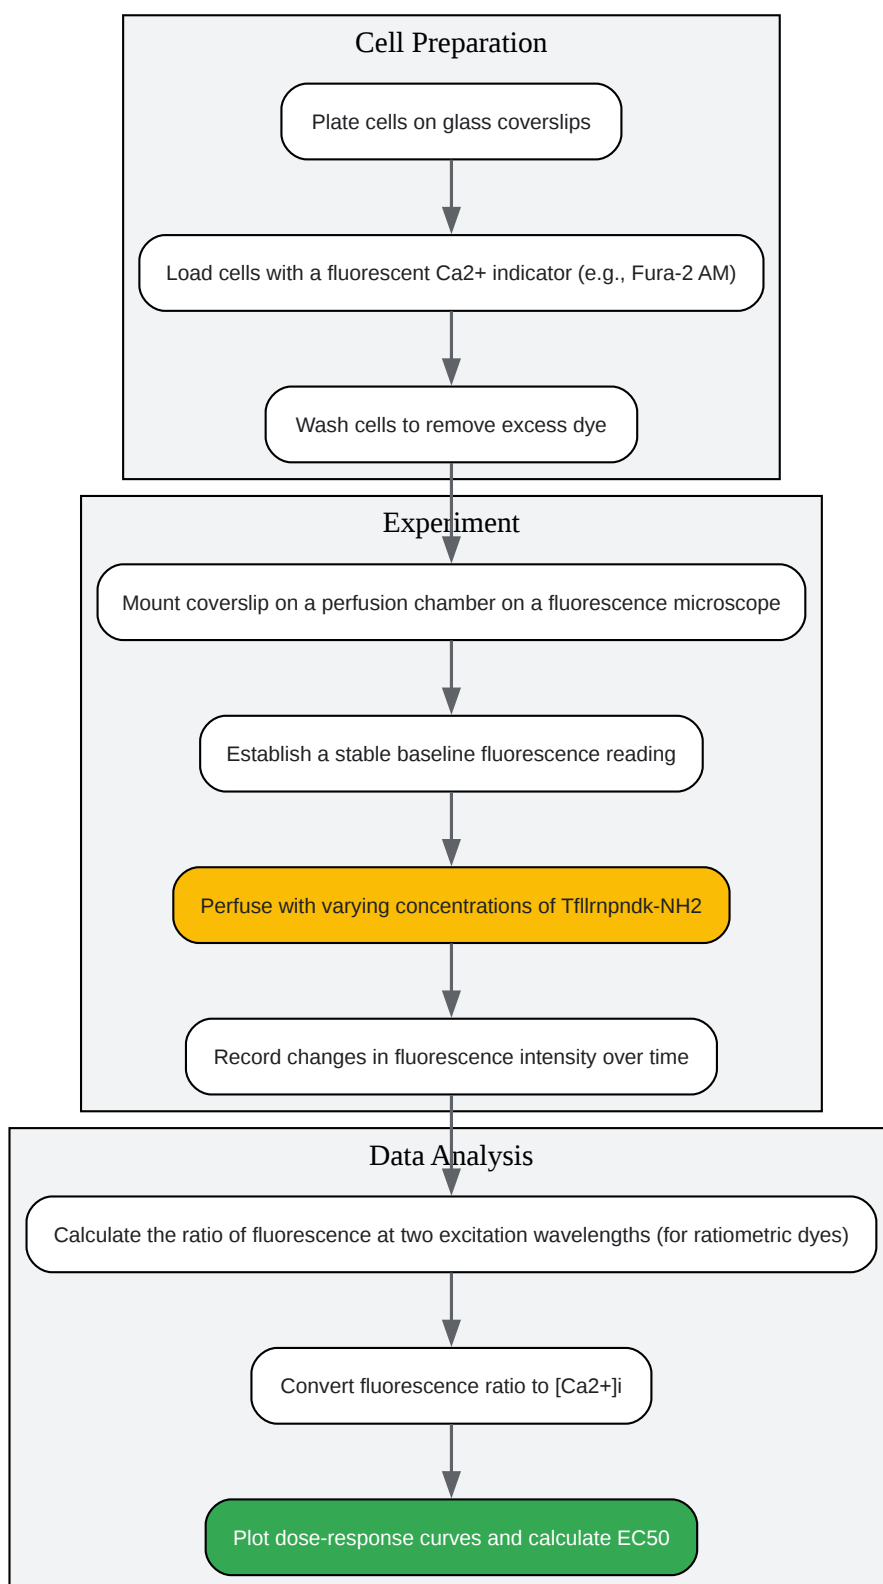 Cell Preparation
Plate cells on glass coverslips
Load cells with a fluorescent Ca2+ indicator (e.g., Fura-2 AM)
Wash cells to remove excess dye
Experiment
Mount coverslip on a perfusion chamber on a fluorescence microscope
Establish a stable baseline fluorescence reading
Perfuse with varying concentrations of Tfllrnpndk-NH2
Record changes in fluorescence intensity over time
Data Analysis
Calculate the ratio of fluorescence at two excitation wavelengths (for ratiometric dyes)
Convert fluorescence ratio to [Ca2+]i
Plot dose-response curves and calculate EC50